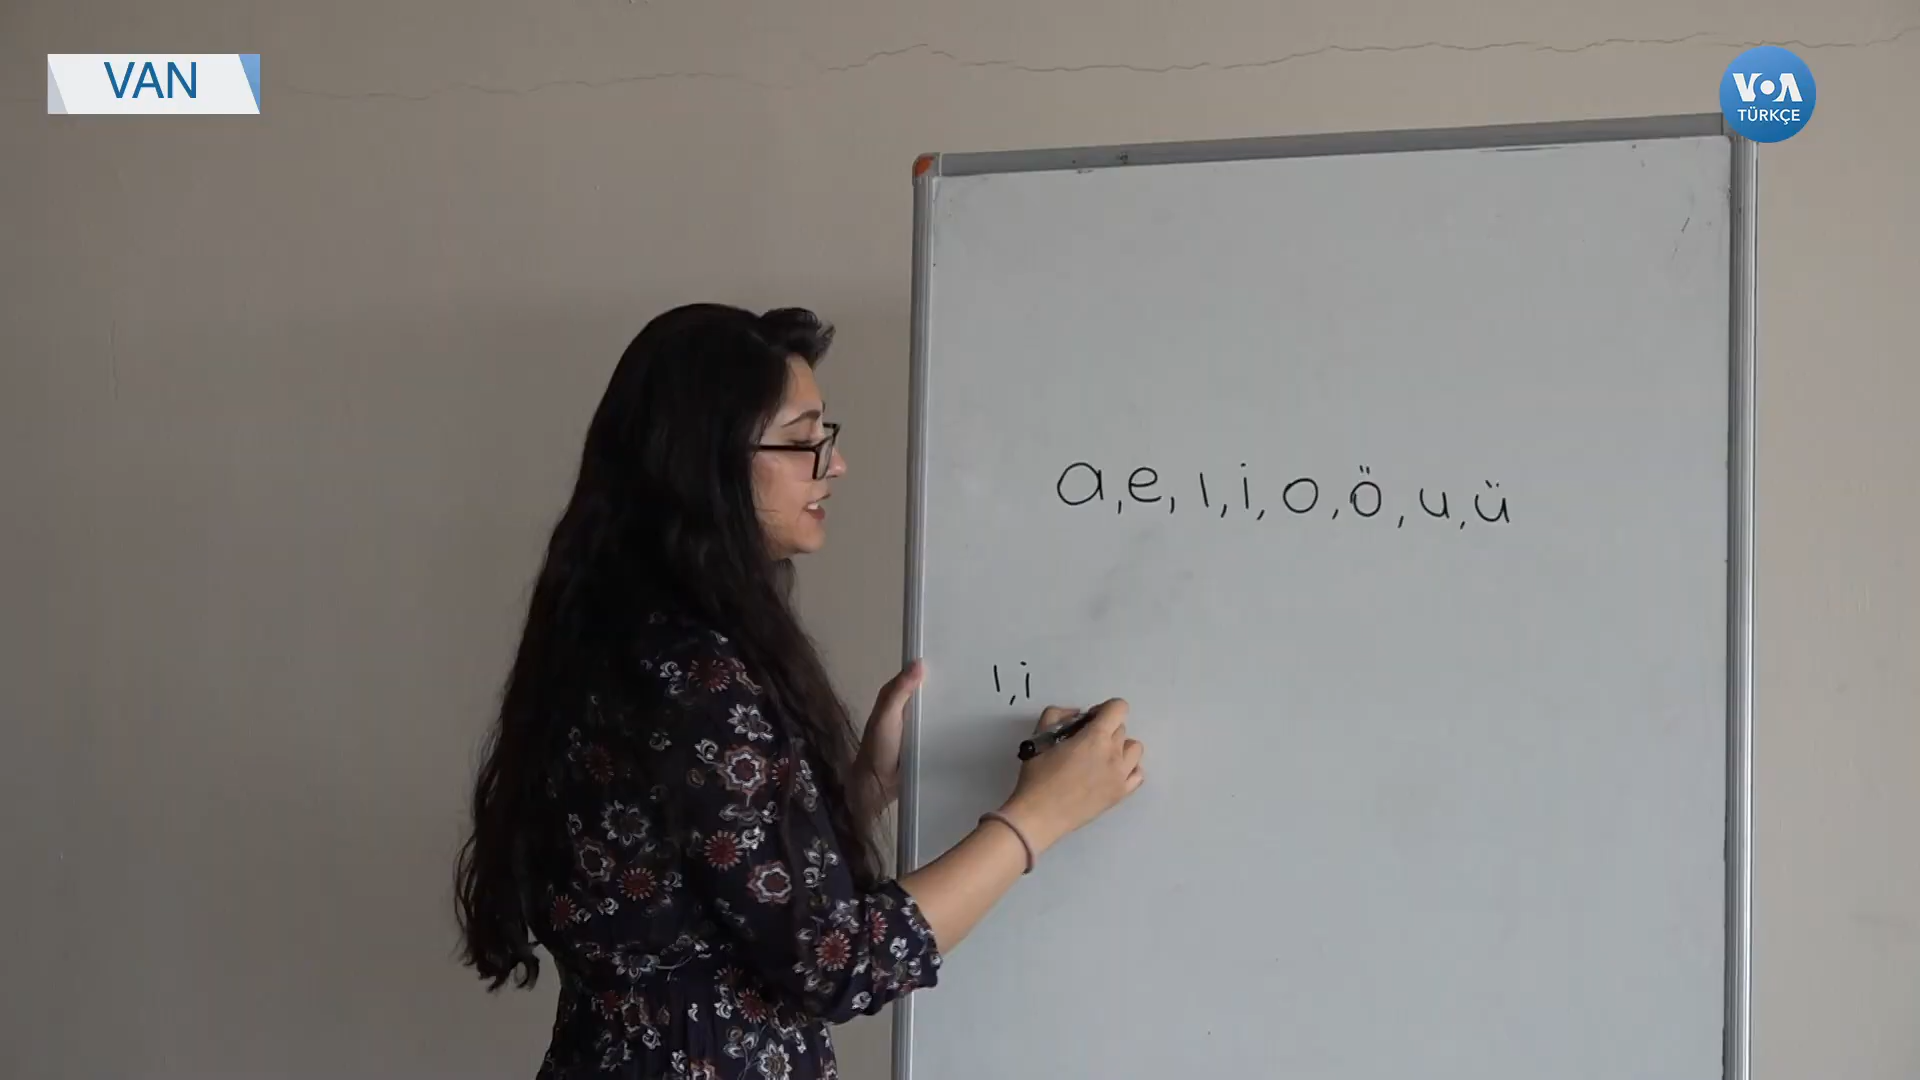 VAN
VOA
TÜRKÇE
a, e, ı, i, o, ö, u, ü
ı, i